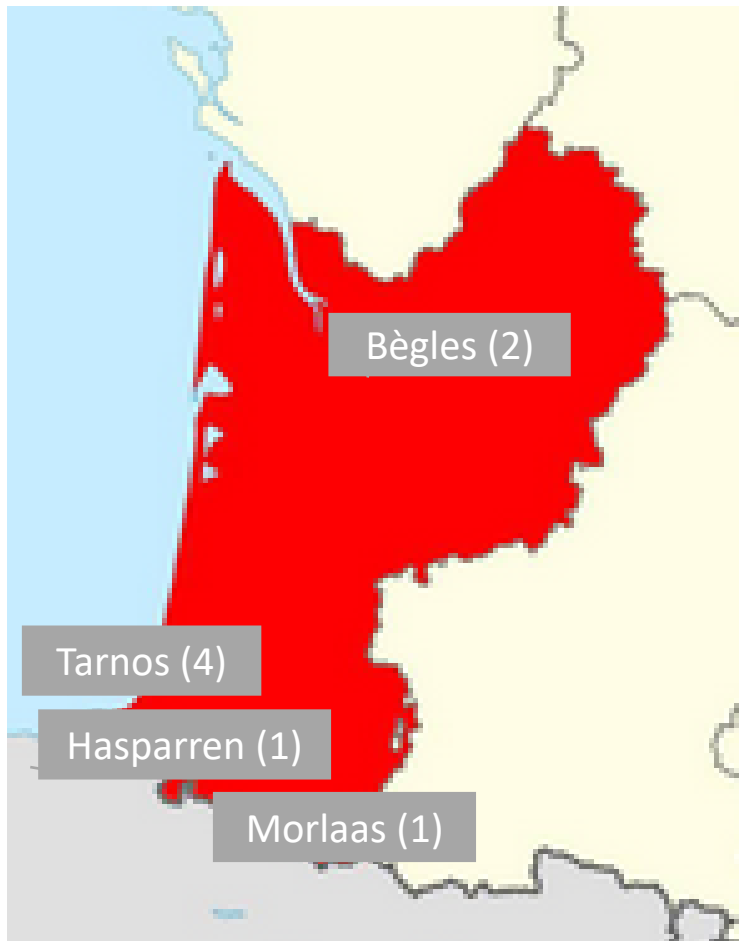 Bègles (2)
Tarnos (4)
Hasparren (1)
Morlaas (1)